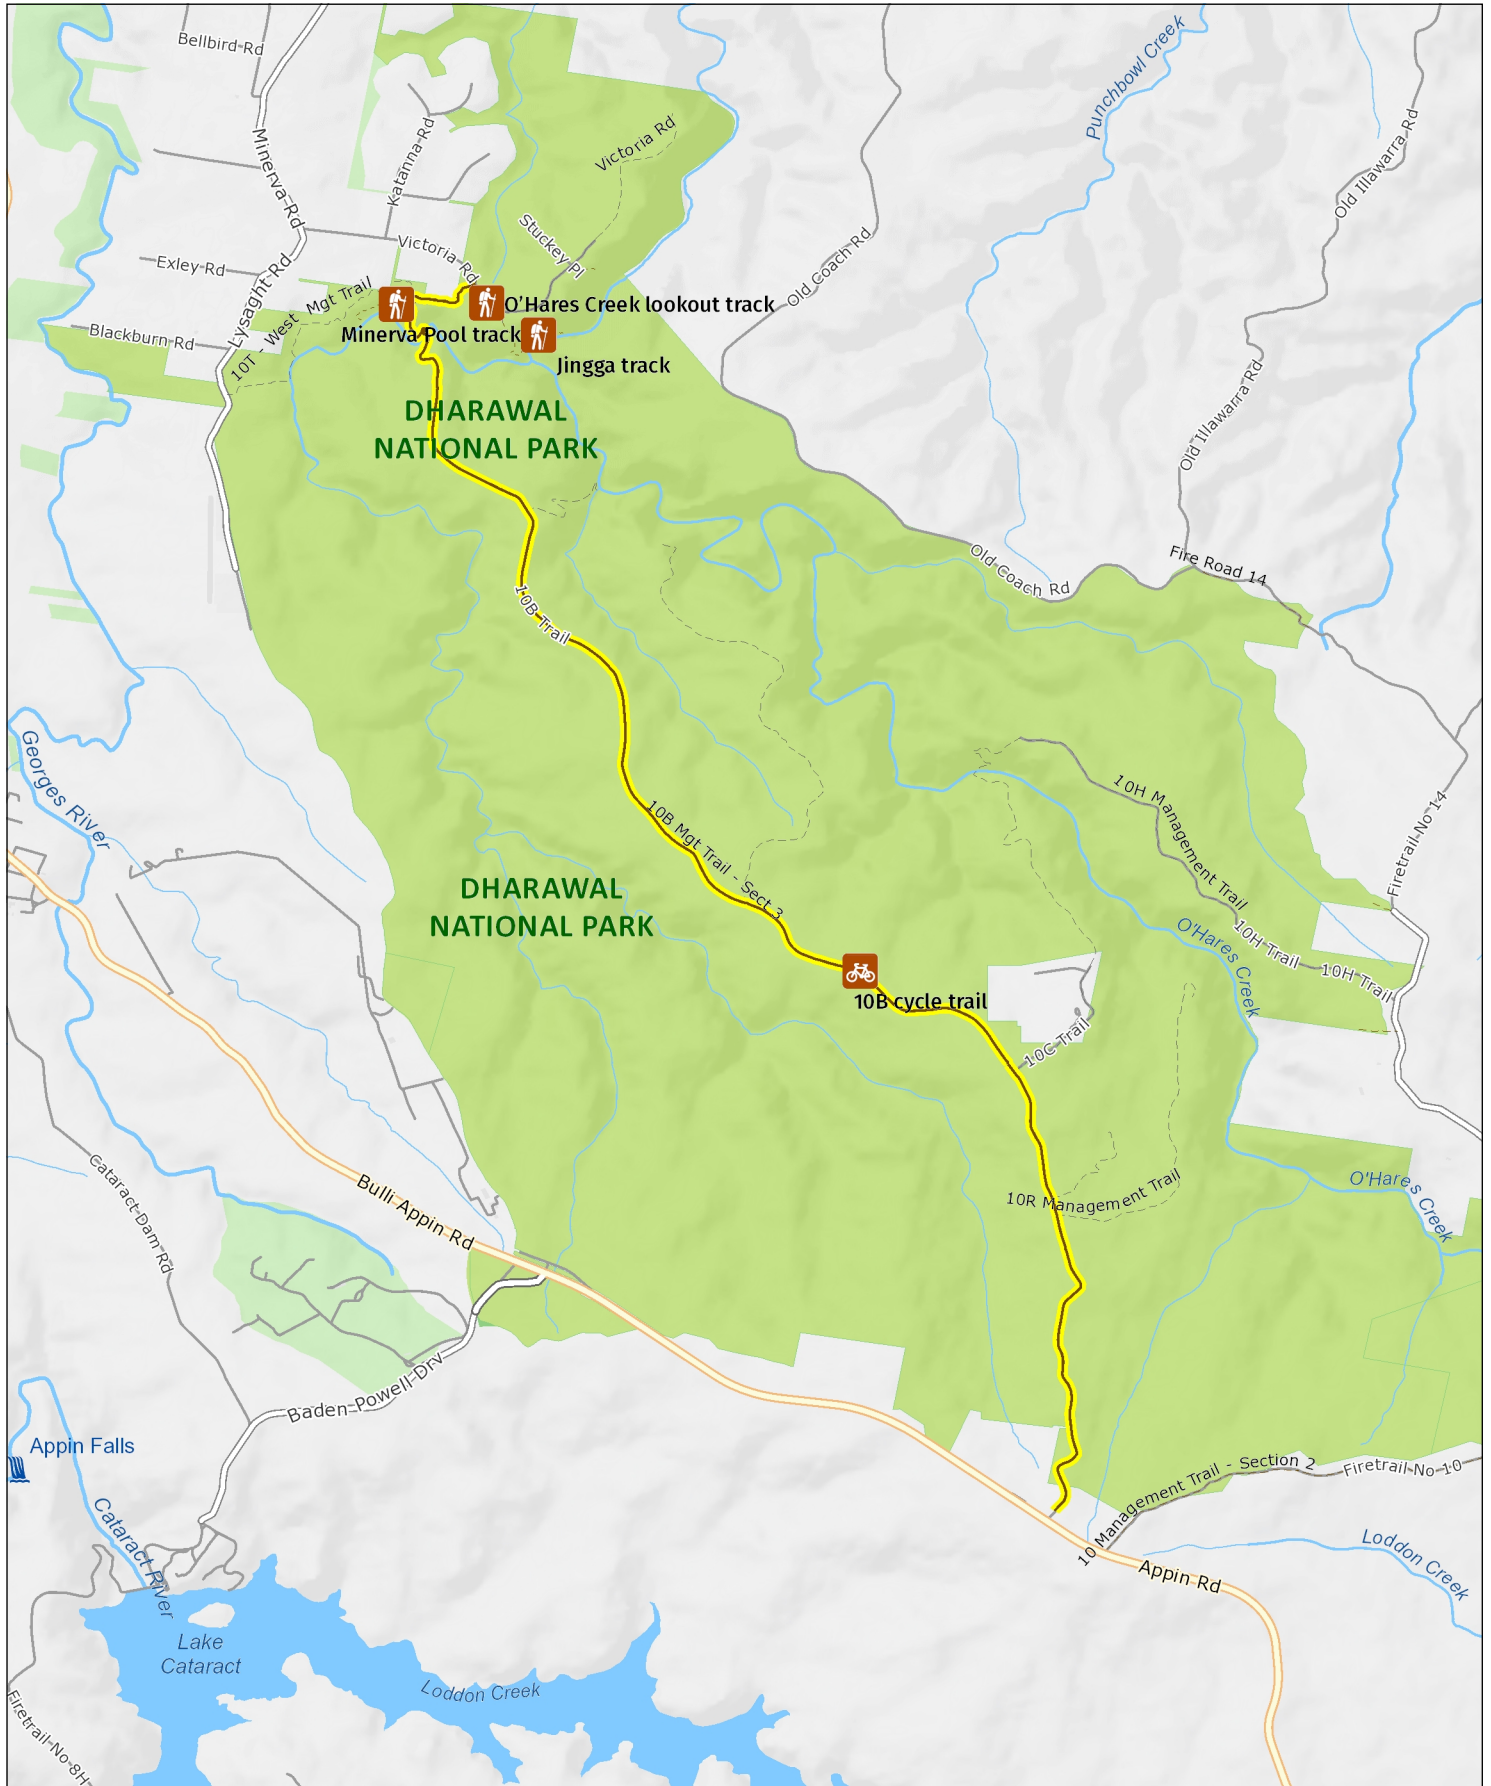 Bellbird Rd
Minerva Rd
Katanna Rd
Victoria Rd
Punchbowl Creek
Old Illawarra Rd
Exley Rd
Victoria Rd
Stuckey Pl
Old Coach Rd
Lysaght Rd
10T - West Mgt Trail
Blackburn Rd
O'Hares Creek lookout track
Minerva Pool track
Jingga track
DHARAWAL
NATIONAL PARK
Old Illawarra Rd
Old Coach Rd
Fire Road 14
10B Trail
Georges River
10B Mgt Trail - Sect 3
10H Management Trail
Firetrail No 14
DHARAWAL
NATIONAL PARK
O'Hares Creek
10H Trail
10H Trail
10B cycle trail
10C Trail
Cataract Dam Rd
Bulli Appin Rd
10R Management Trail
O'Hares Creek
Baden Powell Drv
Appin Falls
10 Management Trail - Section 2
Firetrail No 10
Cataract River
Appin Rd
Loddon Creek
Lake
Cataract
Loddon Creek
Firetrail No 8H